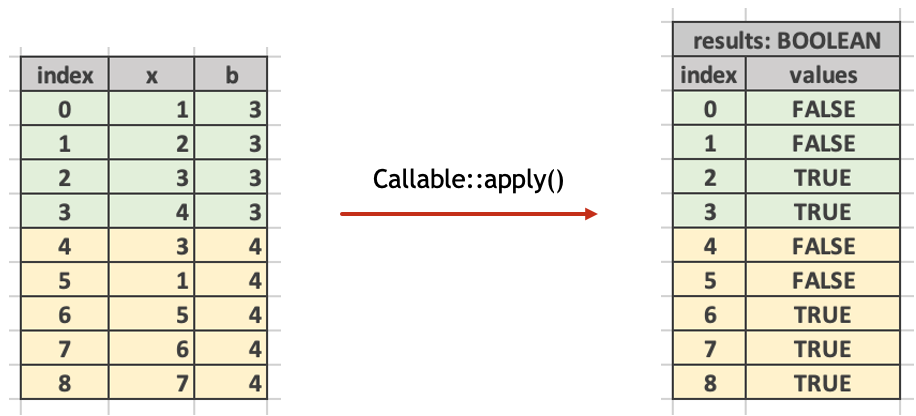 index x b
0 1 3
1 2 3
2 3 3
3 4 3
4 3 4
5 1 4
6 5 4
7 6 4
8 7 4
Callable::apply()
results: BOOLEAN
index values
0 FALSE
1 FALSE
2 TRUE
3 TRUE
4 FALSE
5 FALSE
6 TRUE
7 TRUE
8 TRUE